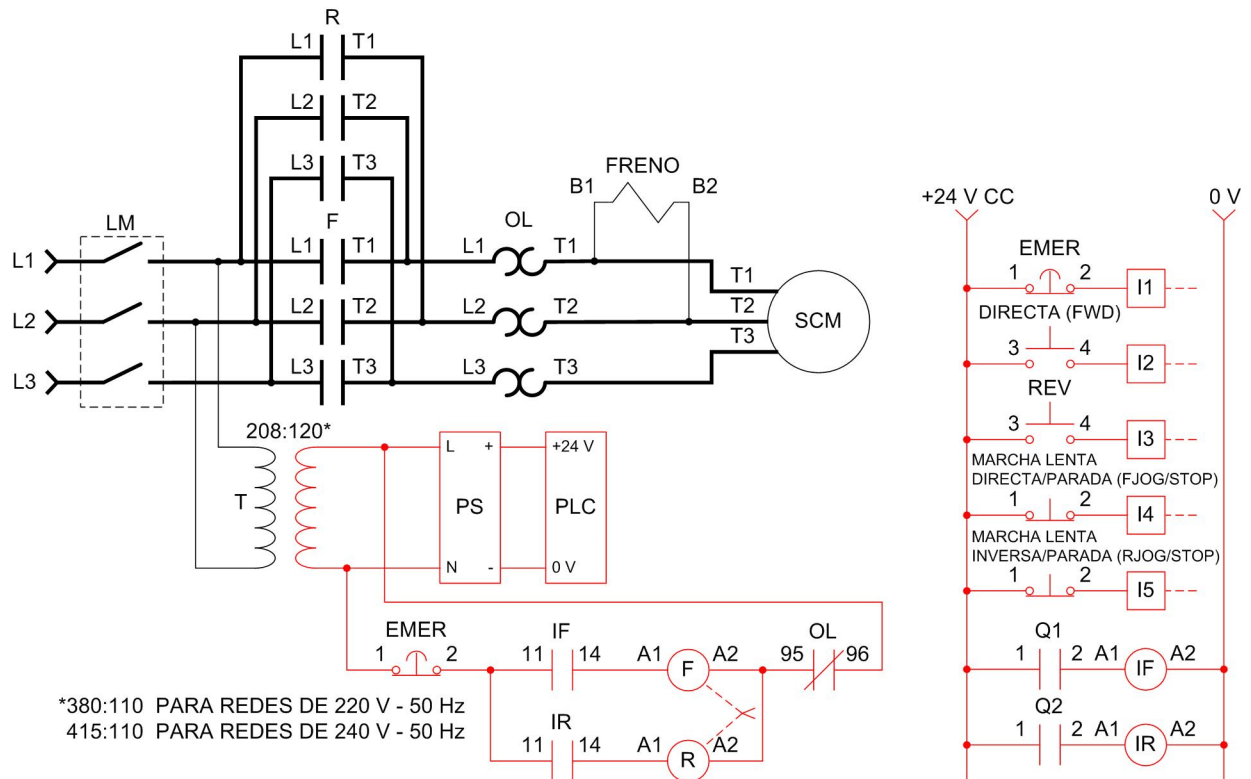 R
L1 T1
L2 T2
L3 T3
F
L1 T1
L2 T2
L3 T3
LM
L1
L2
L3
OL
L1 T1
L2 T2
L3 T3
FRENO
B1 B2
T1
T2
T3
SCM
208:120*
T
L +
PS
N -
+24 V
PLC
0 V
EMER
1 2
IF
11 14
A1 F A2
IR
11 14
A1 R A2
OL
95 96
*380:110 PARA REDES DE 220 V - 50 Hz
415:110 PARA REDES DE 240 V - 50 Hz
+24 V CC 0 V
EMER
1 2 I1
DIRECTA (FWD)
3 4 I2
REV
3 4 I3
MARCHA LENTA
DIRECTA/PARADA (FJOG/STOP)
1 2 I4
MARCHA LENTA
INVERSA/PARADA (RJOG/STOP)
1 2 I5
Q1
1 2 A1 IF A2
Q2
1 2 A1 IR A2